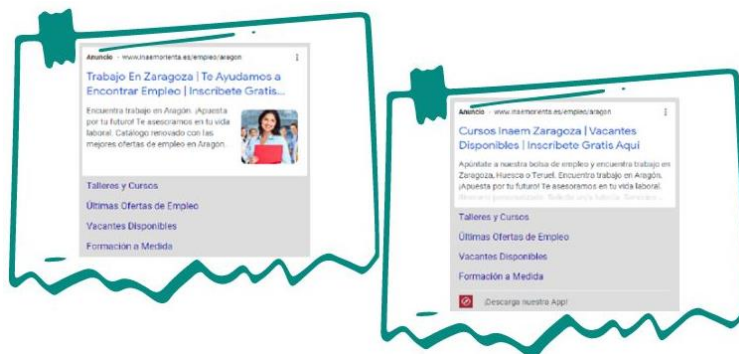 Anuncio · www.inaemorienta.es/empleo/aragon
Trabajo En Zaragoza | Te Ayudamos a
Encontrar Empleo | Inscríbete Gratis...
Encuentra trabajo en Aragón. ¡Apuesta
por tu futuro! Te asesoramos en tu vida
laboral. Catálogo renovado con las
mejores ofertas de empleo en Aragón.
Talleres y Cursos
Últimas Ofertas de Empleo
Vacantes Disponibles
Formación a Medida
Anuncio · www.inaemorienta.es/empleo/aragon
Cursos Inaem Zaragoza | Vacantes
Disponibles | Inscríbete Gratis Aquí
Apúntate a nuestra bolsa de empleo y encuentra trabajo en
Zaragoza, Huesca o Teruel. Encuentra trabajo en Aragón.
¡Apuesta por tu futuro! Te asesoramos en tu vida laboral.
Talleres y Cursos
Últimas Ofertas de Empleo
Vacantes Disponibles
Formación a Medida
¡Descarga nuestra App!